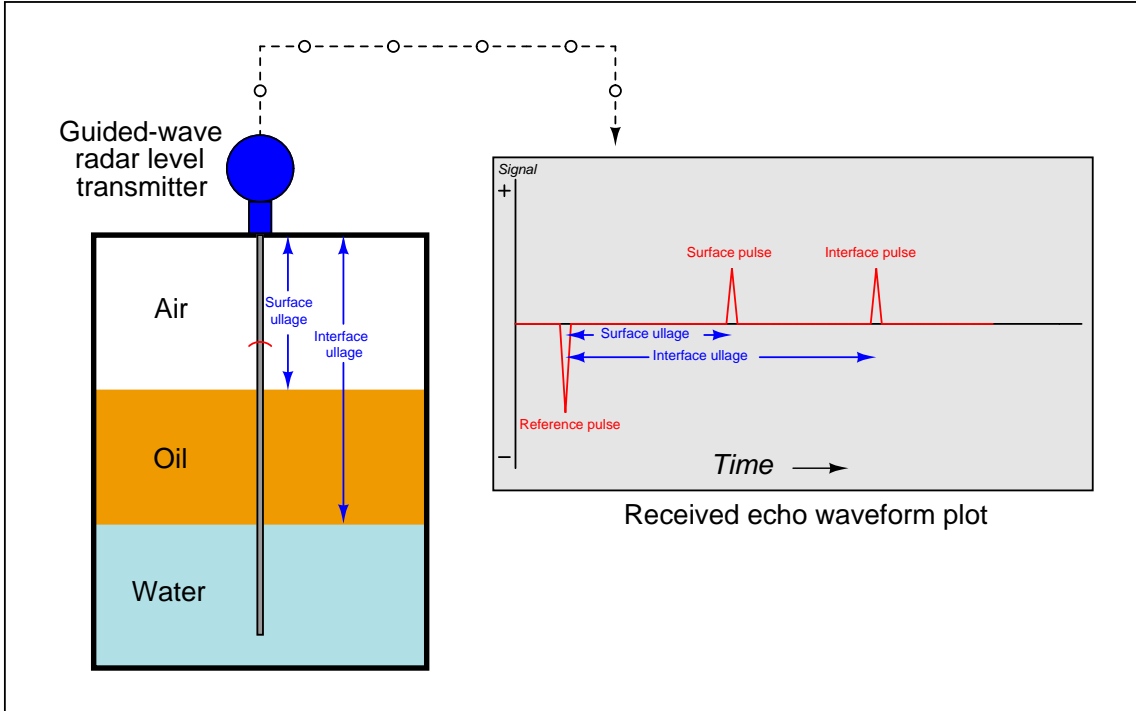 Guided-wave
radar level
transmitter
Air
Oil
Water
Surface
ullage
Interface
ullage
Signal
+
Surface pulse
Interface pulse
Surface ullage
Interface ullage
Reference pulse
−
Time
Received echo waveform plot